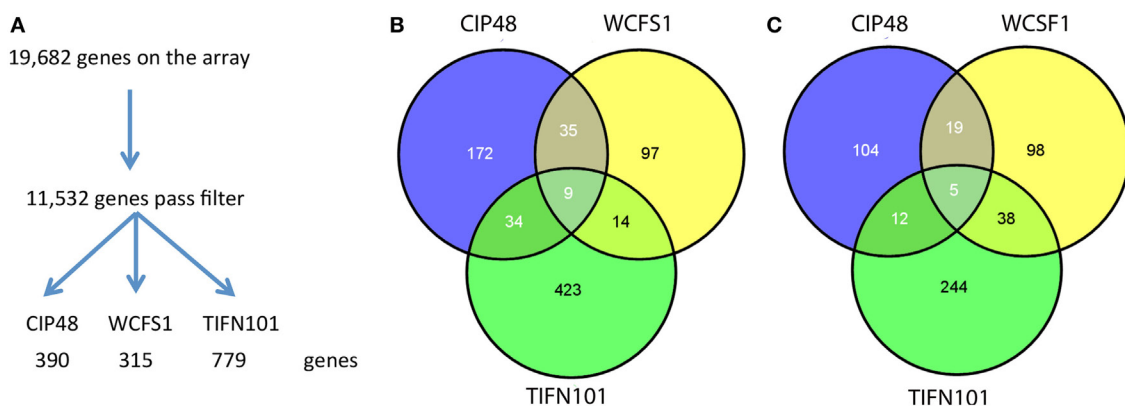 A
19,682 genes on the array
11,532 genes pass filter
CIP48 WCFS1 TIFN101
390 315 779 genes
B
CIP48 WCFS1
35
172 97
9
34 14
423
TIFN101
C
CIP48 WCSF1
19
104 98
5
12 38
244
TIFN101